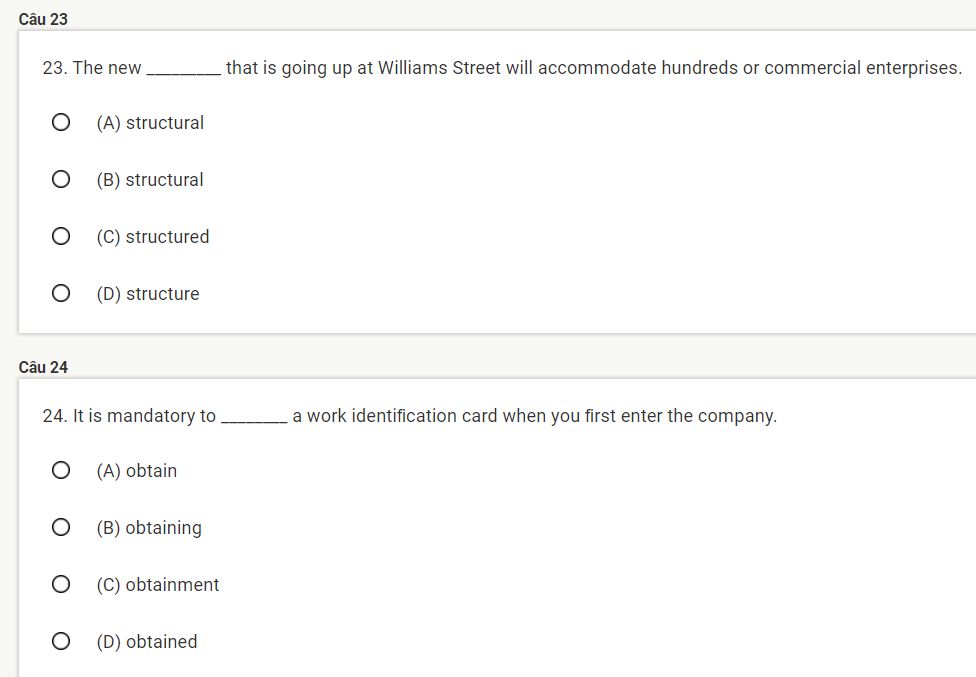 Câu 23
23. The new _________ that is going up at Williams Street will accommodate hundreds or commercial enterprises.
(A) structural
(B) structural
(C) structured
(D) structure
Câu 24
24. It is mandatory to ________ a work identification card when you first enter the company.
(A) obtain
(B) obtaining
(C) obtainment
(D) obtained